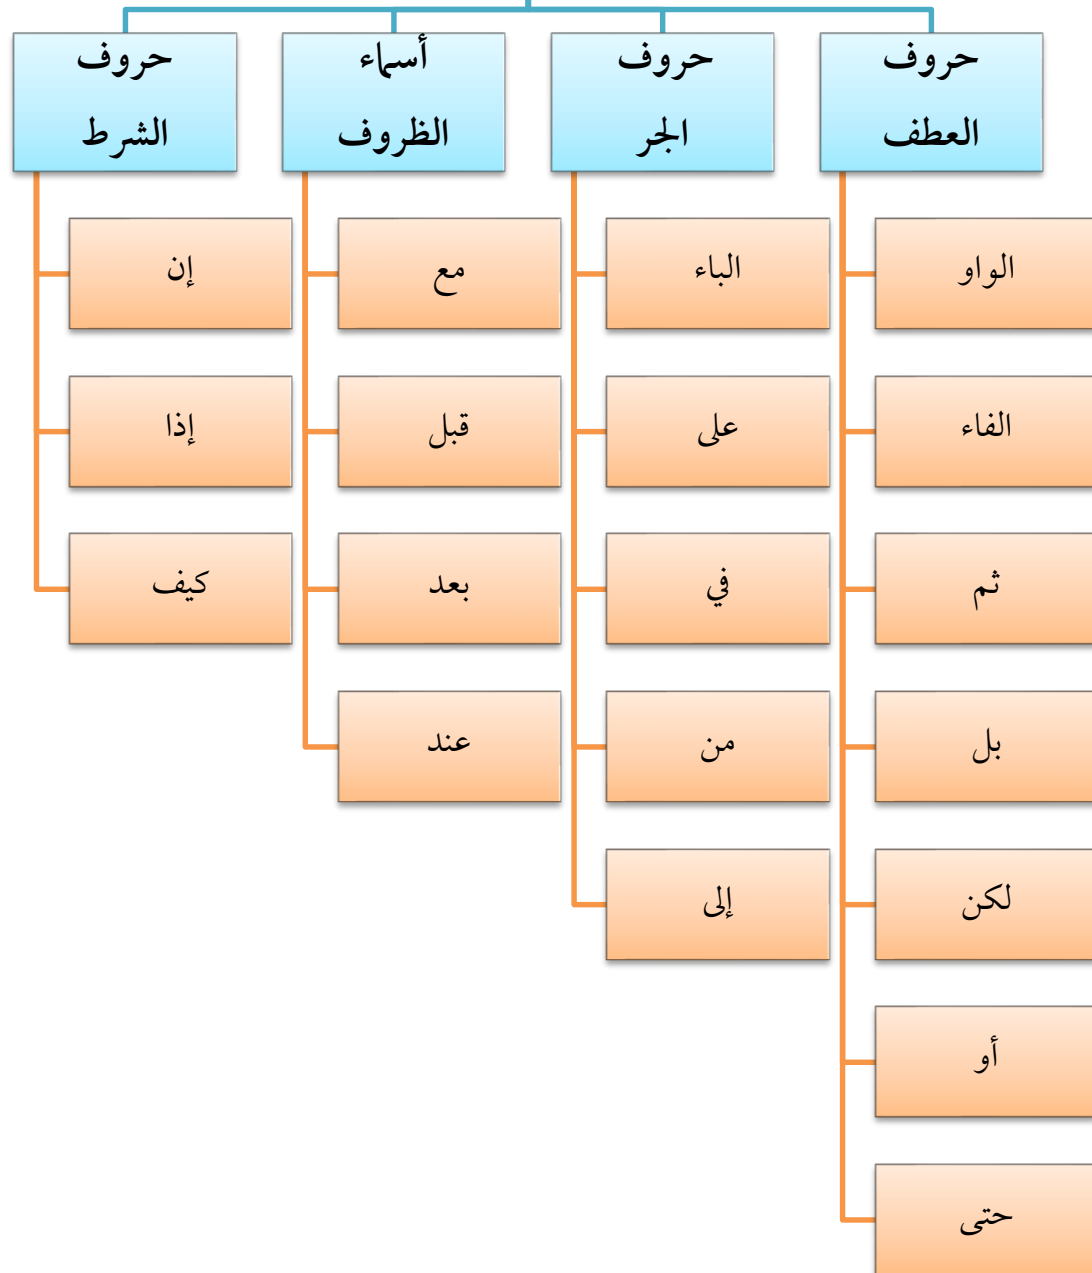 حروف
العطف
الواو
الفاء
ثم
بل
لكن
أو
حتى
حروف
الجر
الباء
على
في
من
إلى
أسماء
الظروف
مع
قبل
بعد
عند
حروف
الشرط
إن
إذا
كيف